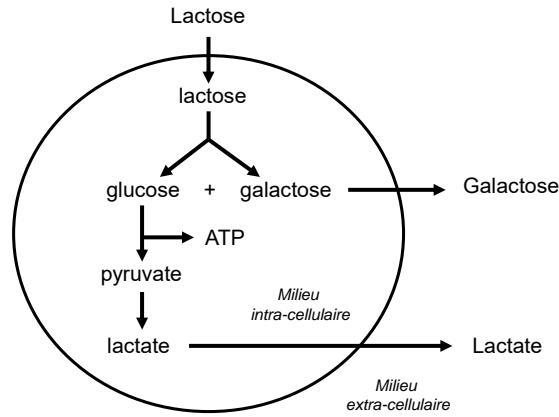 Lactose
lactose
glucose + galactose
Galactose
ATP
pyruvate
Milieu
intra-cellulaire
lactate
Lactate
Milieu
extra-cellulaire